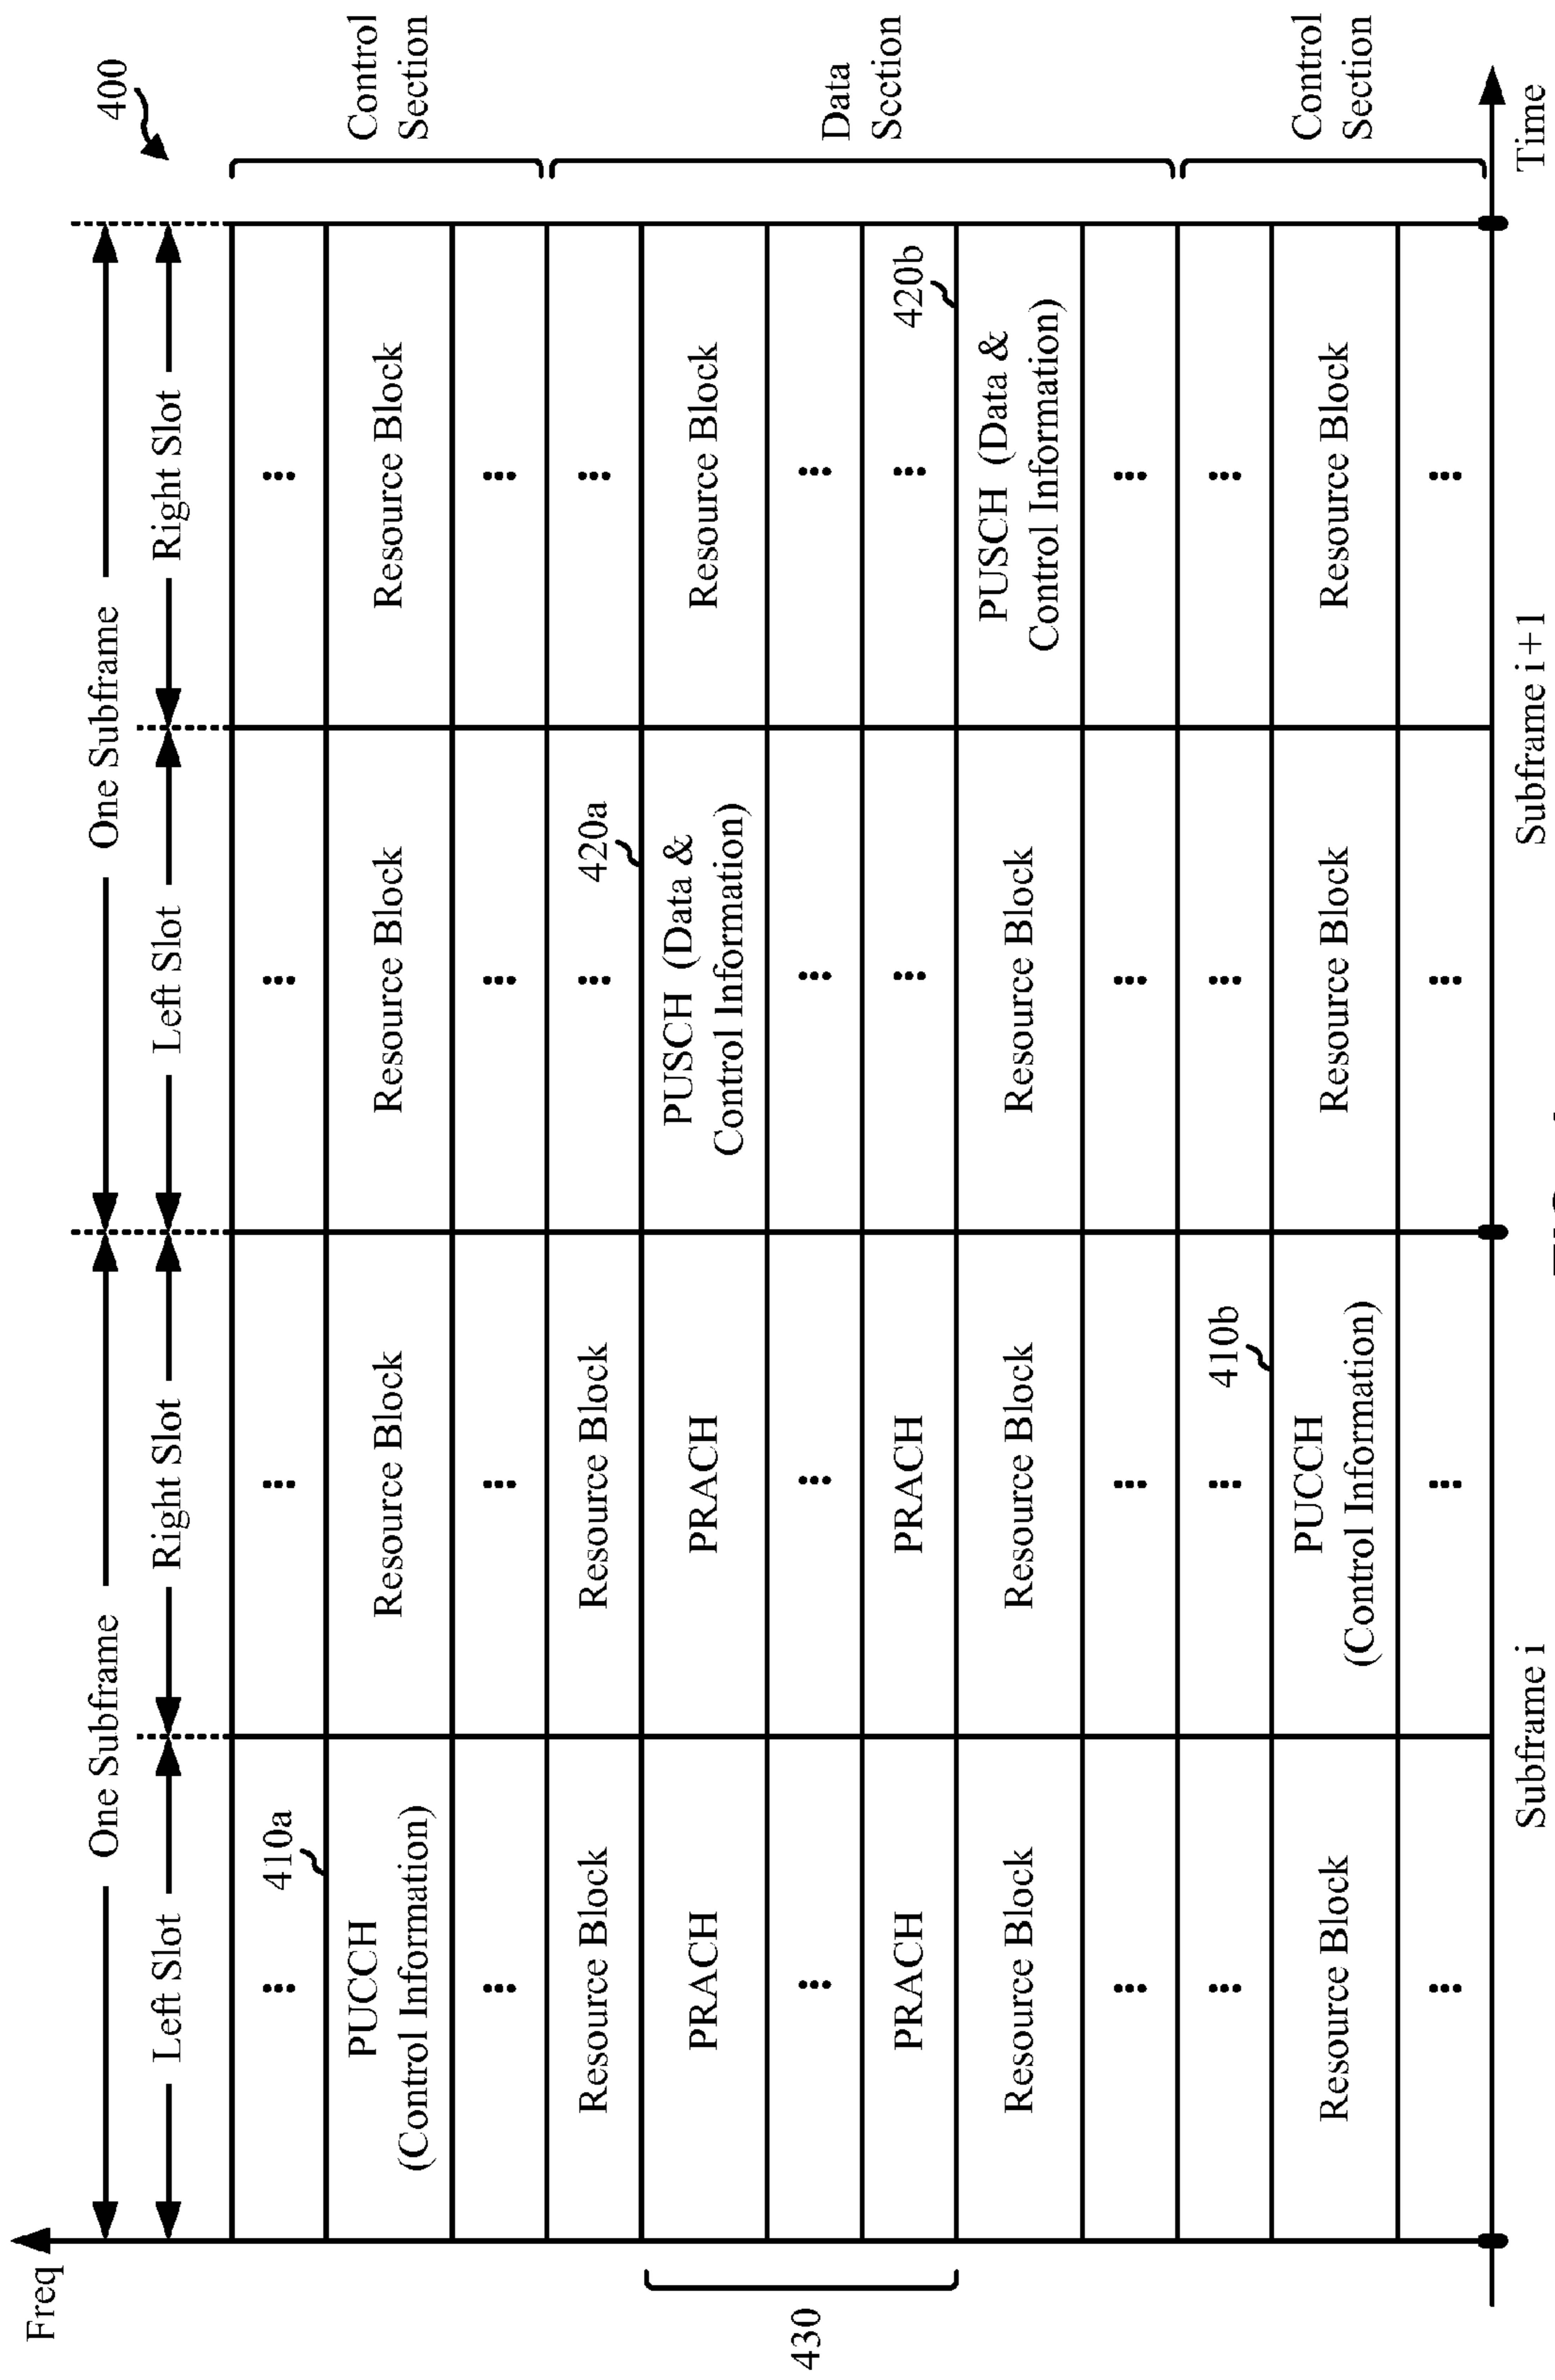 Freq
400
One Subframe
One Subframe
Left Slot
Right Slot
Left Slot
Right Slot
410a
PUCCH
(Control Information)
Resource Block
Resource Block
Resource Block
Control
Section
Resource Block
Resource Block
420a
430
PRACH
PRACH
PUSCH (Data &
Control Information)
Resource Block
Data
Scction
PRACH
PRACH
420b
Resource Block
Resource Block
Resource Block
PUSCH (Data &
Control Information)
410b
Resource Block
PUCCH
(Control Information)
Resource Block
Resource Block
Control
Section
Subframe i
Subframe i+1
Time